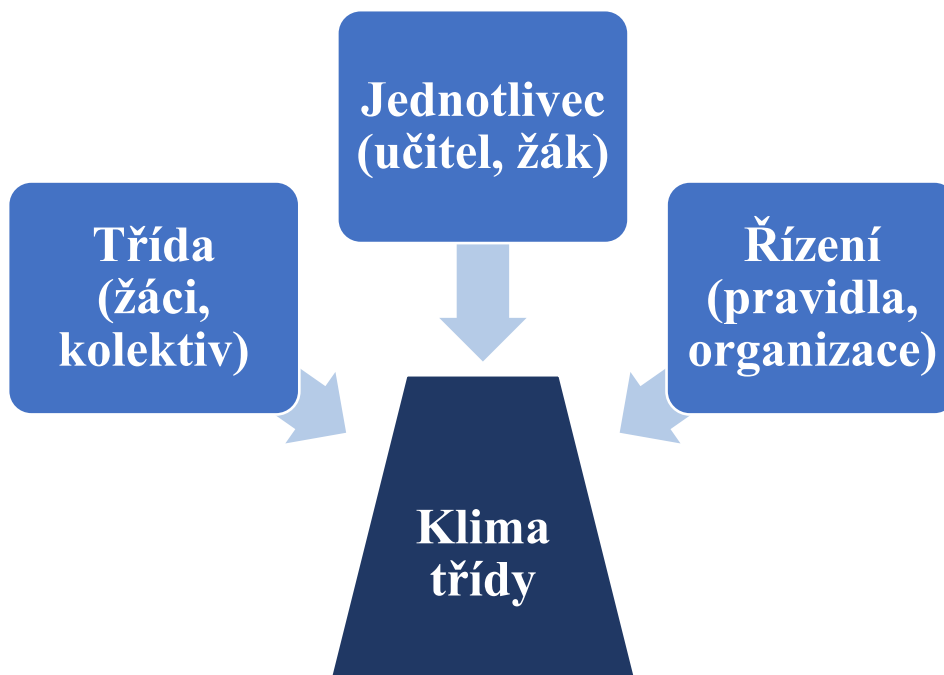 Jednotlivec
(učitel, žák)
Třída
(žáci,
kolektiv)
Řízení
(pravidla,
organizace)
Klima
třídy